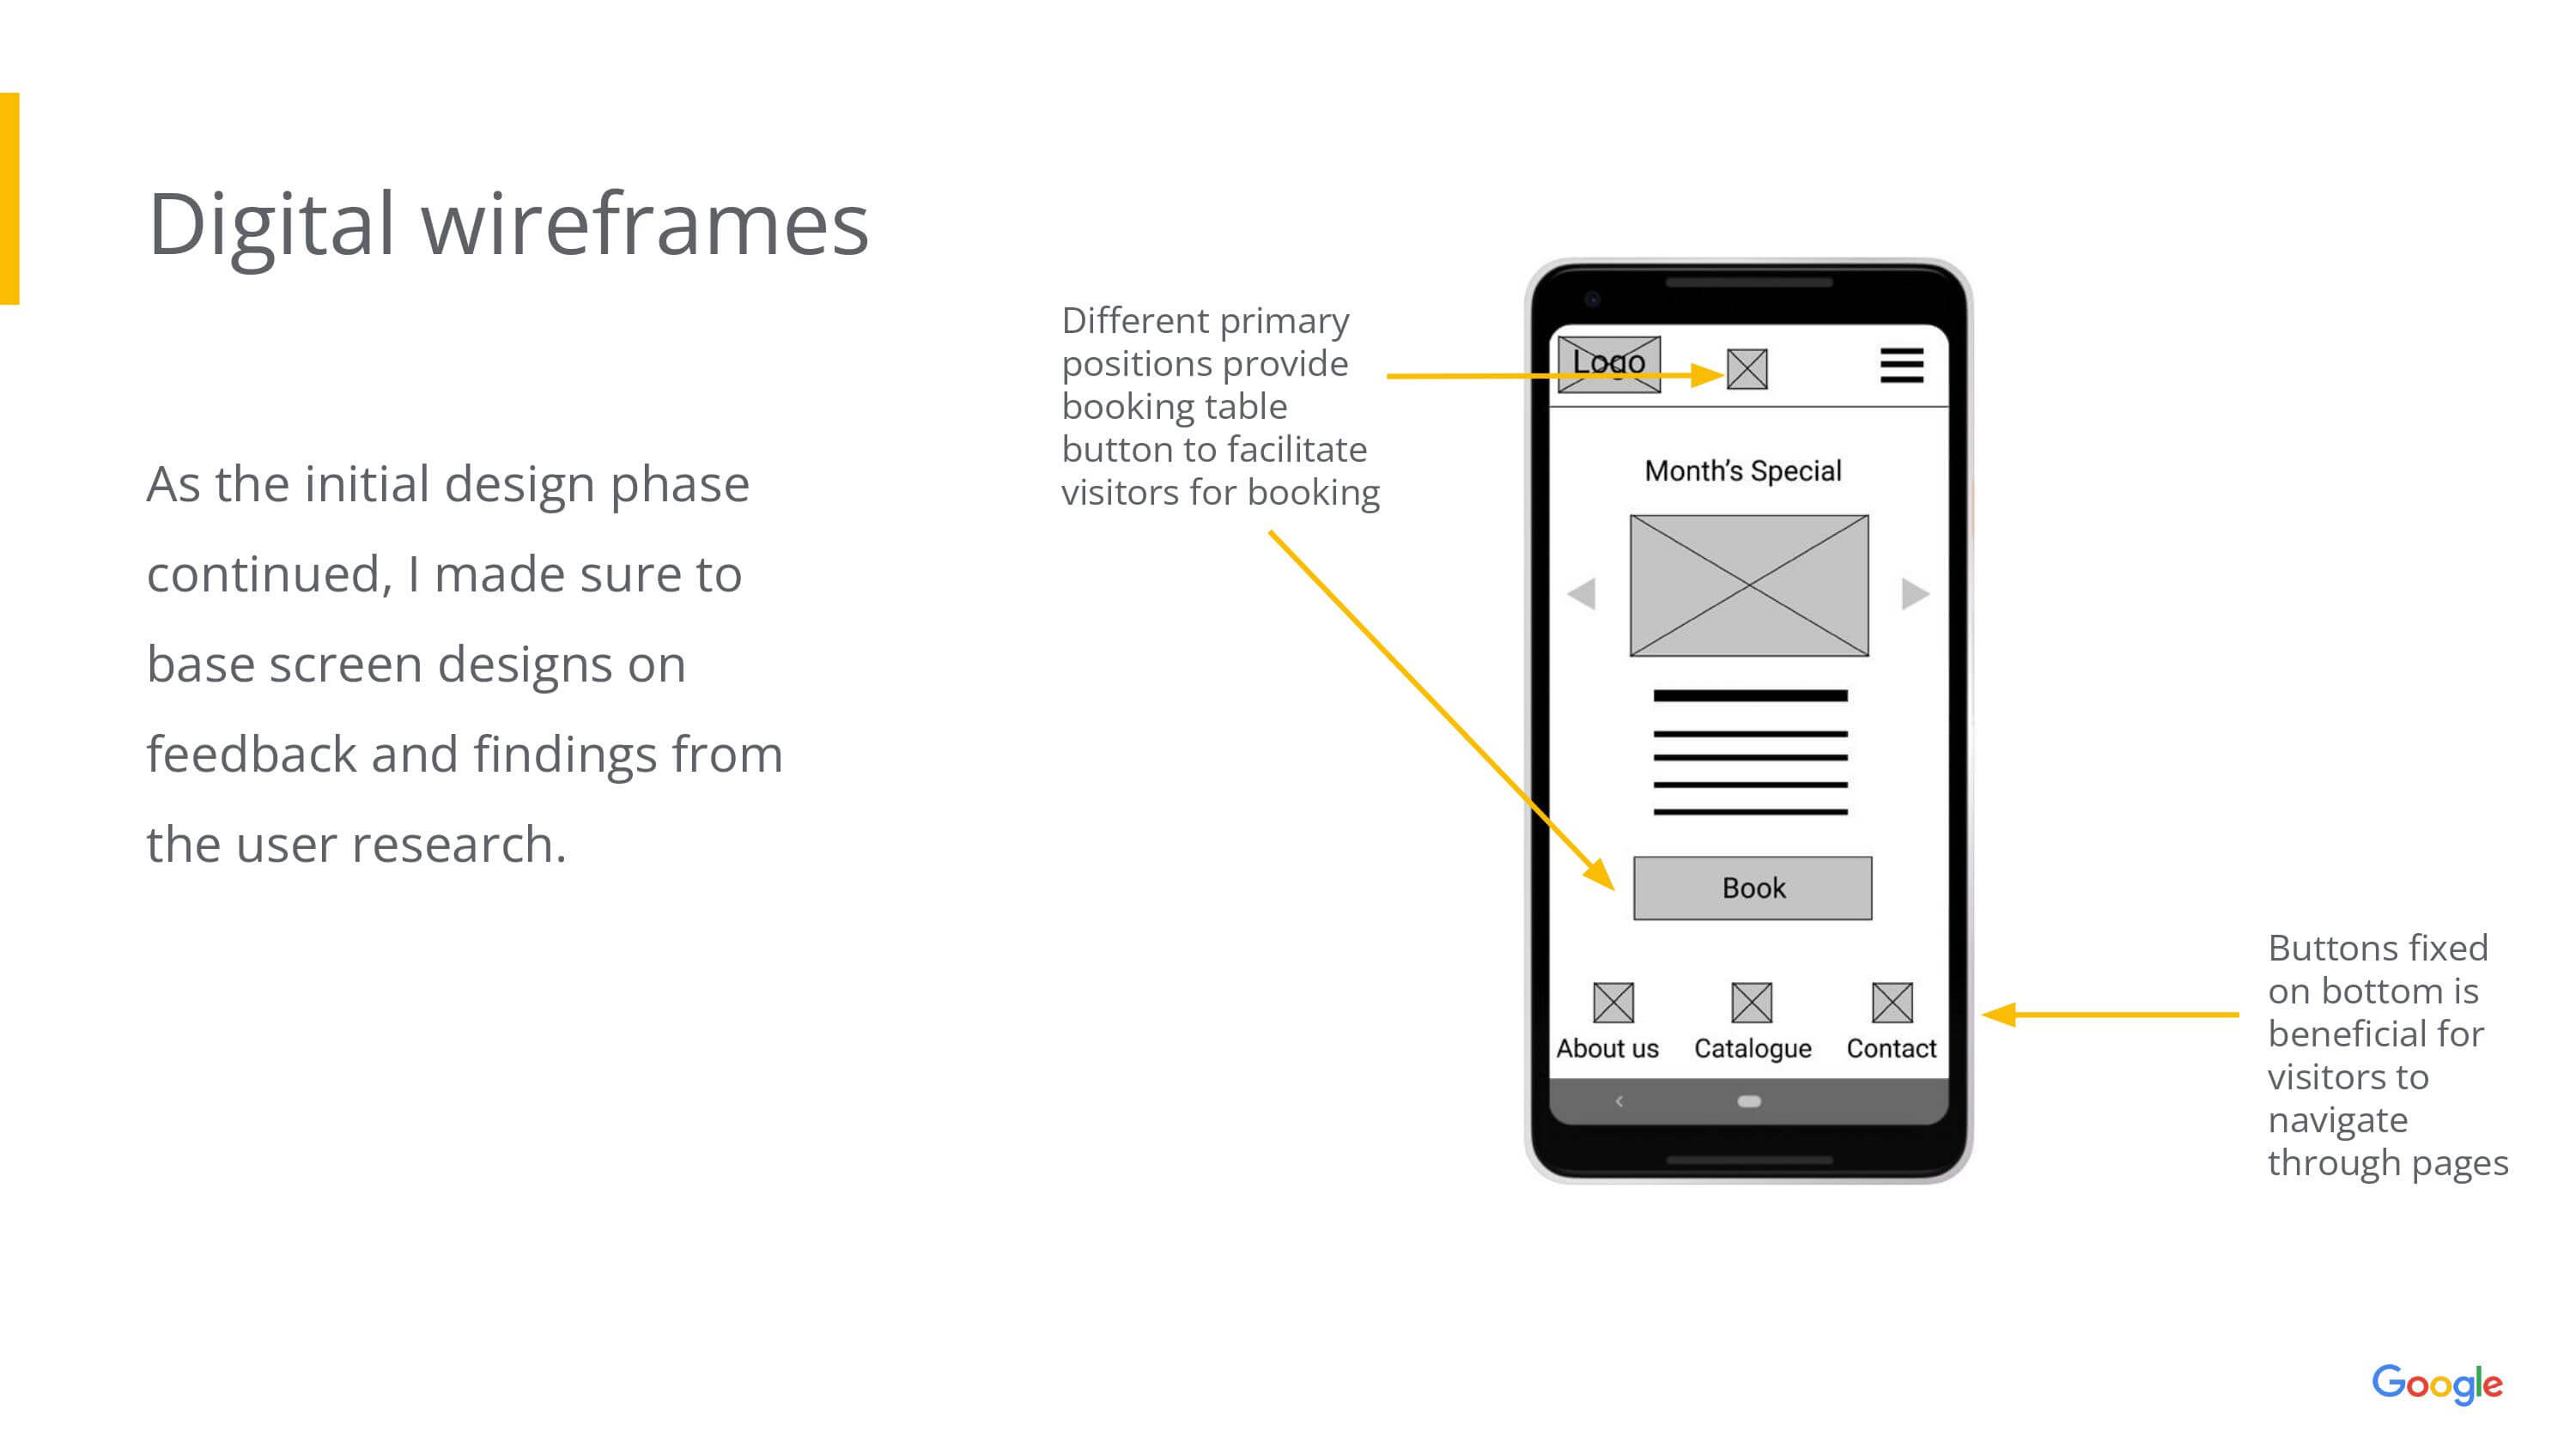 Digital wireframes
As the initial design phase
continued, I made sure to
base screen designs on
feedback and findings from
the user research.
Different primary
positions provide
booking table
button to facilitate
visitors for booking
Logo
Month's Special
Book
About us
Catalogue
Contact
Buttons fixed
on bottom is
beneficial for
visitors to
navigate
through pages
Google